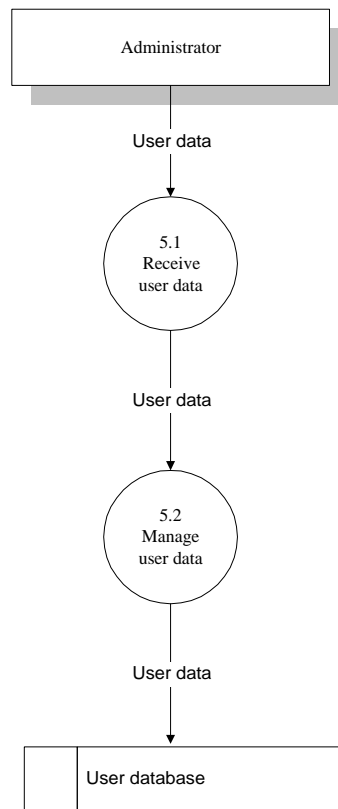 Administrator
User data
5.1
Receive
user data
User data
5.2
Manage
user data
User data
User database